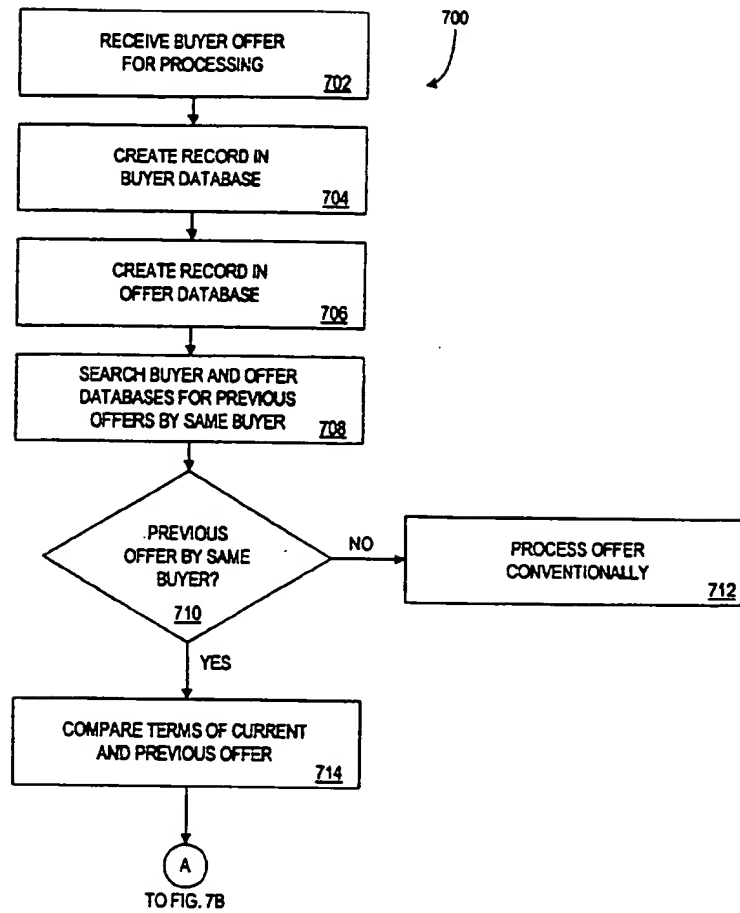 700
RECEIVE BUYER OFFER
FOR PROCESSING
702
CREATE RECORD IN
BUYER DATABASE
704
CREATE RECORD IN
OFFER DATABASE
706
SEARCH BUYER AND OFFER
DATABASES FOR PREVIOUS
OFFERS BY SAME BUYER
708
PREVIOUS
OFFER BY SAME
BUYER?
710
NO
PROCESS OFFER
CONVENTIONALLY
712
YES
COMPARE TERMS OF CURRENT
AND PREVIOUS OFFER
714
A
TO FIG. 7B